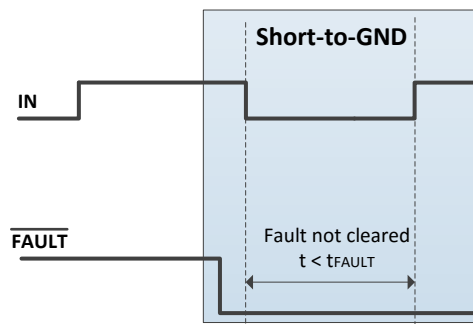 Short-to-GND
IN
FAULT
Fault not cleared
t < tFAULT